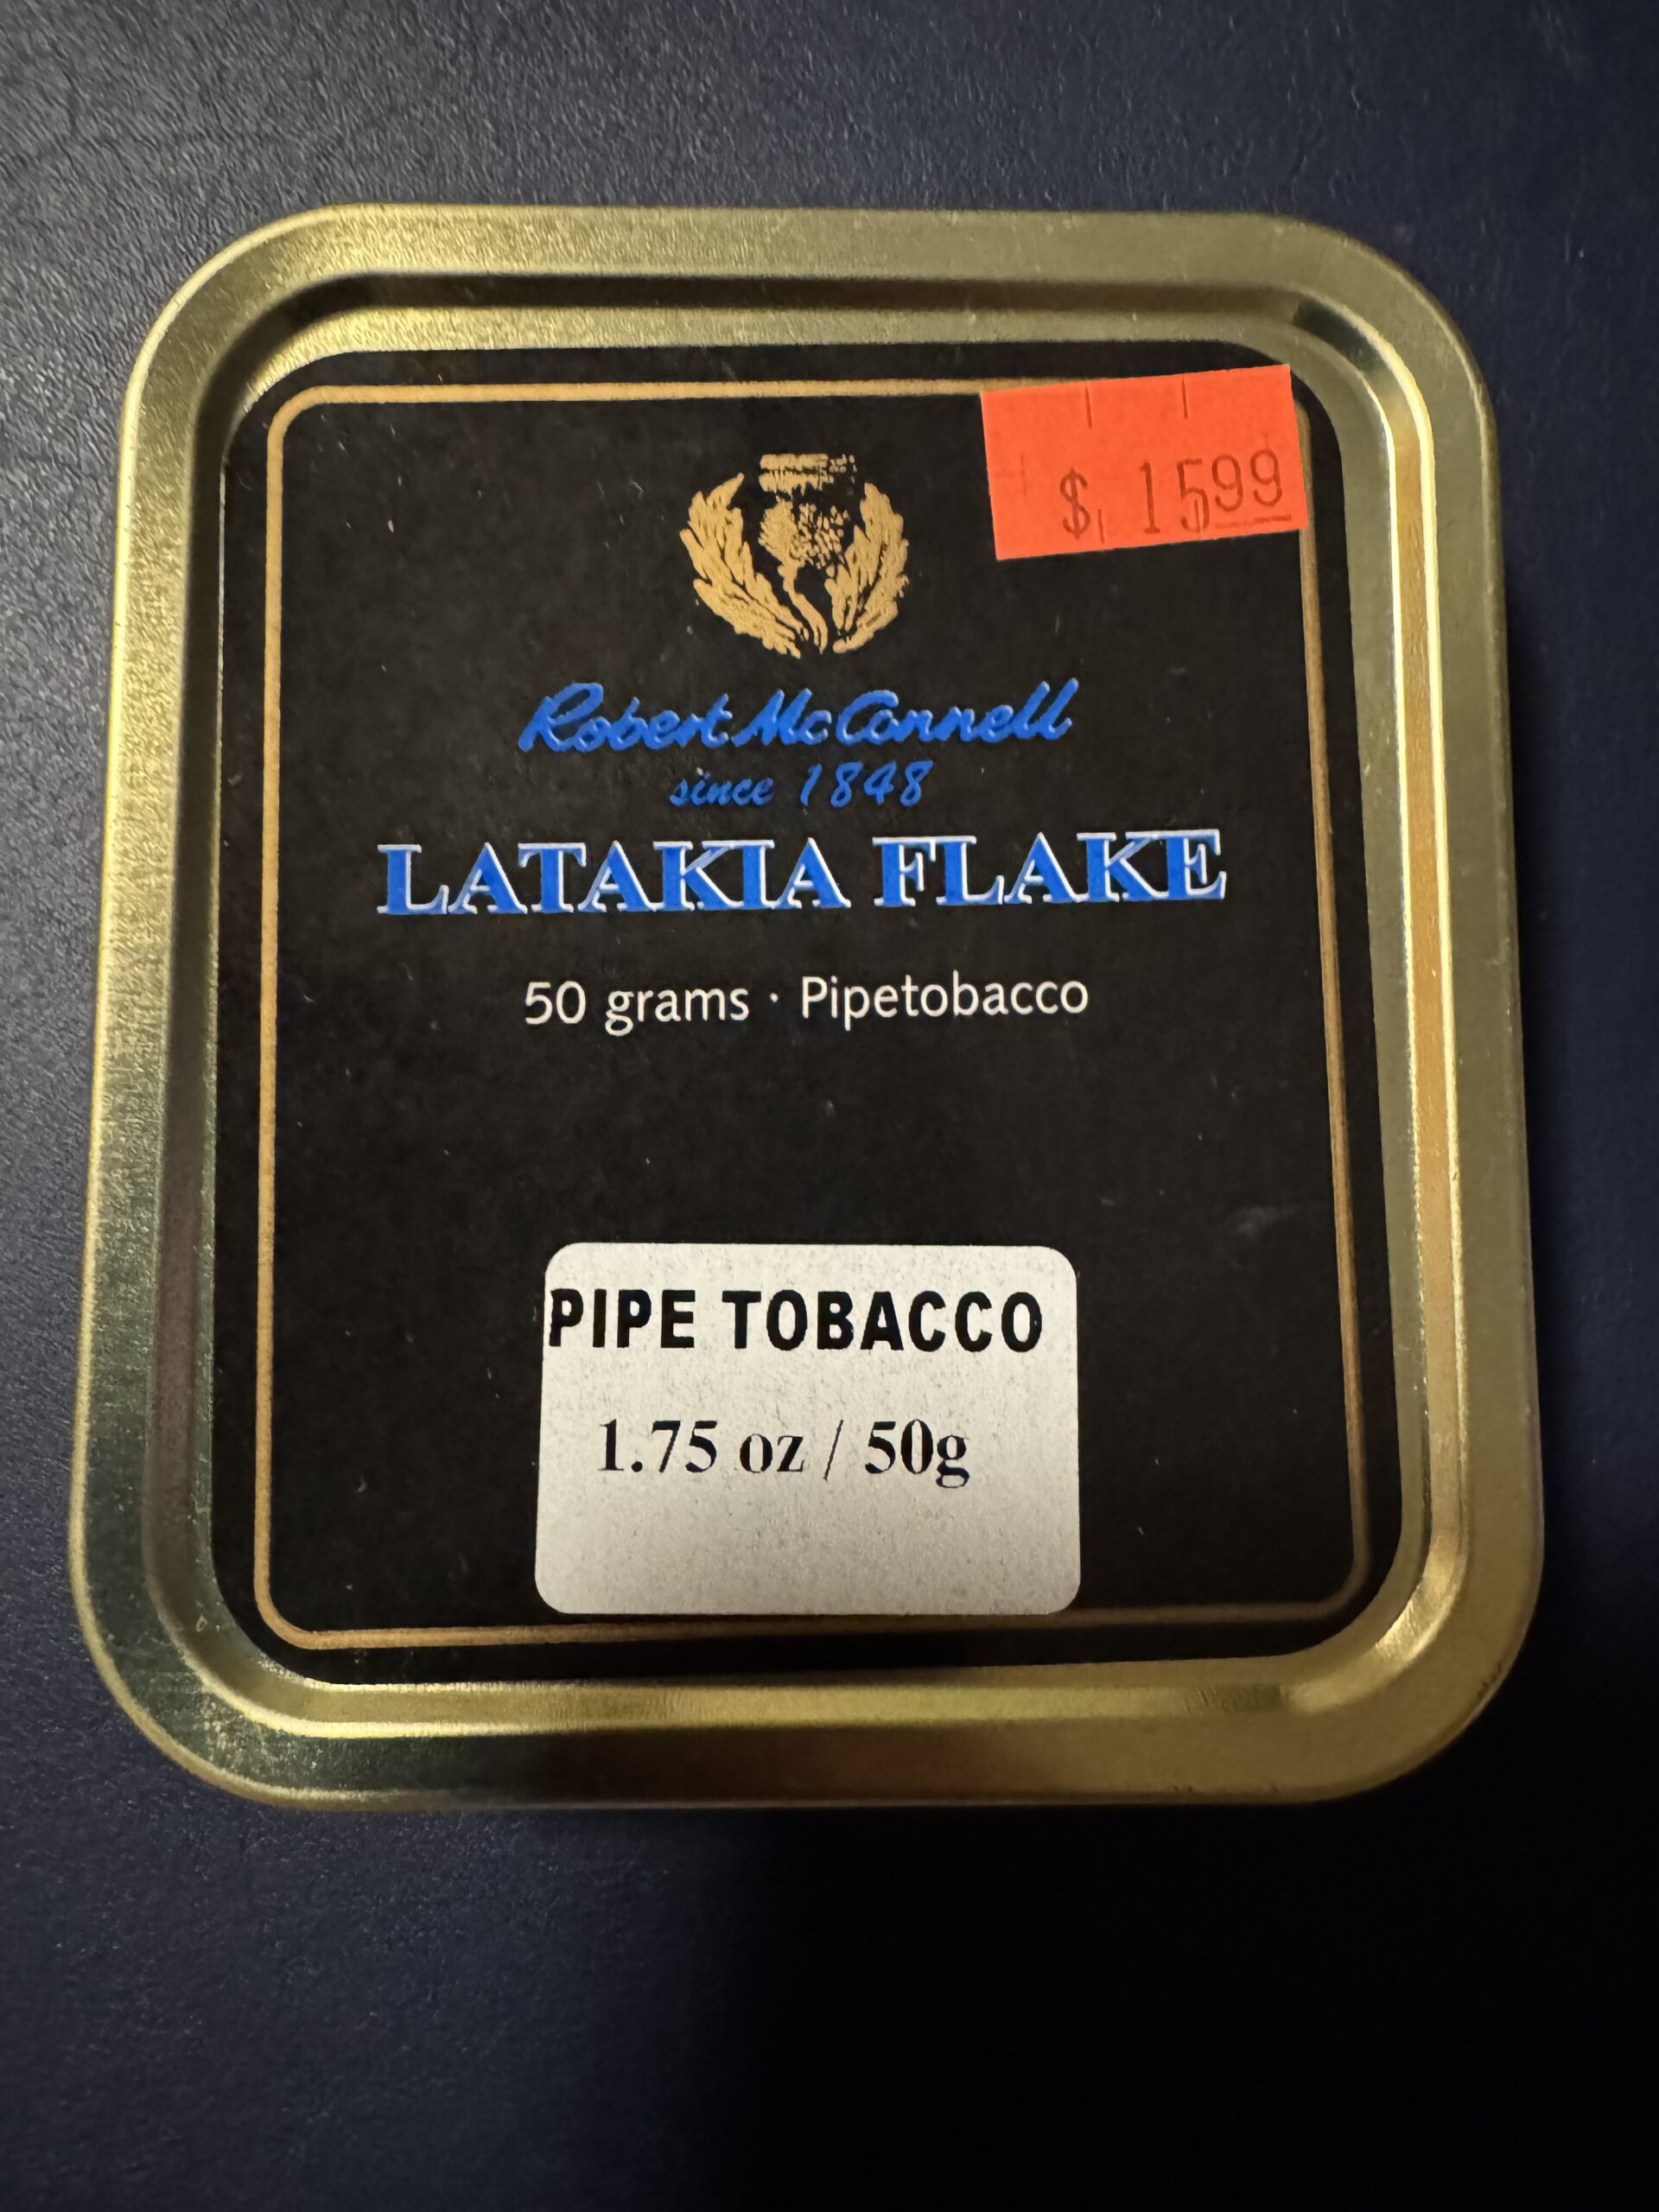 $ 1599
Robert McConnell
since 1848
LATAKIA FLAKE
50 grams · Pipetobacco
PIPE TOBACCO
1.75 oz / 50g